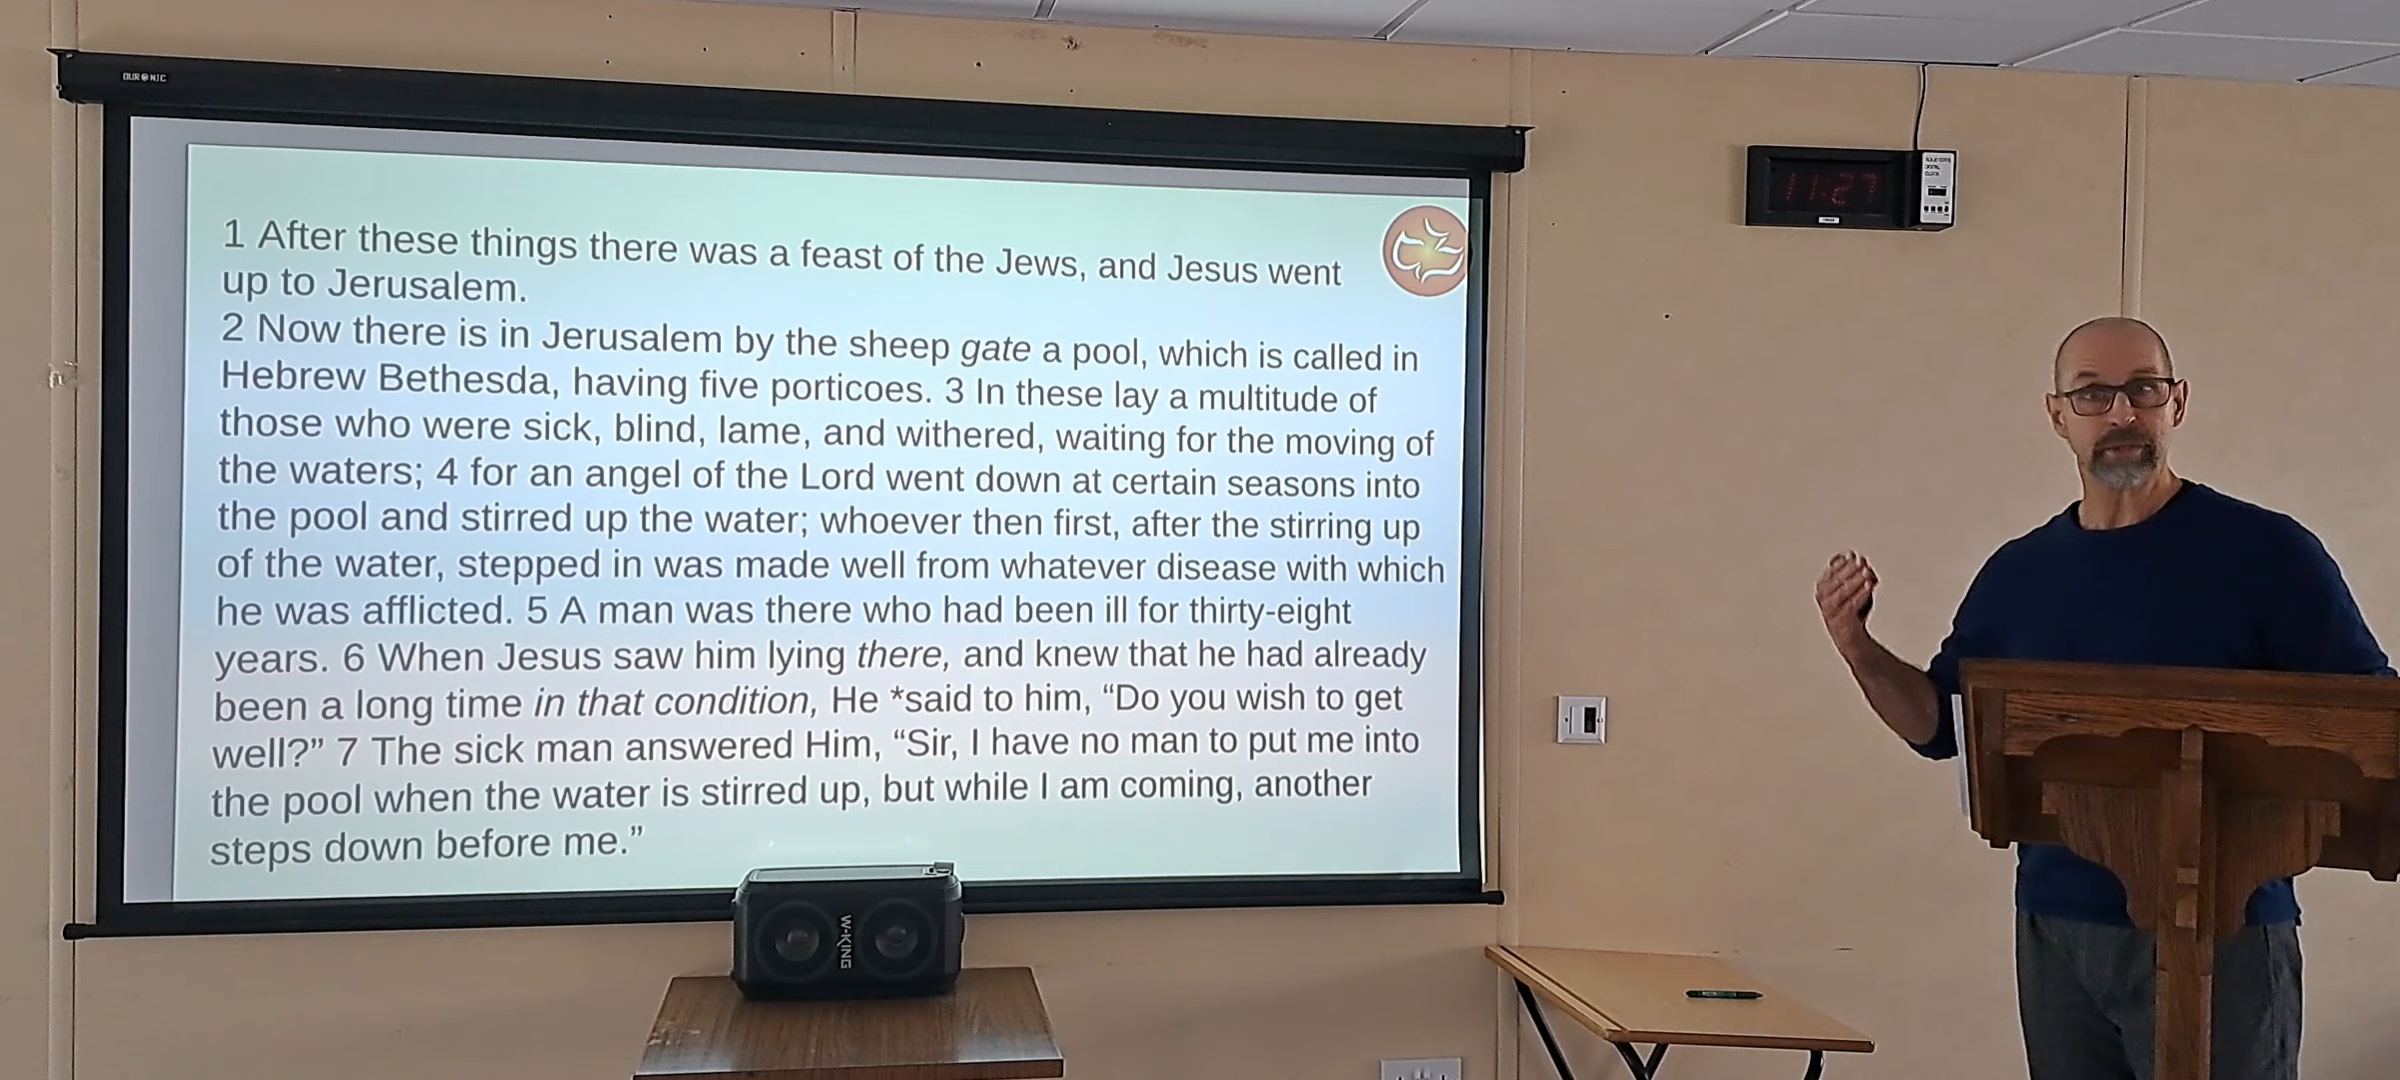 OURONIC
1 After these things there was a feast of the Jews, and Jesus went
up to Jerusalem.
2 Now there is in Jerusalem by the sheep gate a pool, which is called in
Hebrew Bethesda, having five porticoes. 3 In these lay a multitude of
those who were sick, blind, lame, and withered, waiting for the moving of
the waters; 4 for an angel of the Lord went down at certain seasons into
the pool and stirred up the water; whoever then first, after the stirring up
of the water, stepped in was made well from whatever disease with which
he was afflicted. 5 A man was there who had been ill for thirty-eight
years. 6 When Jesus saw him lying there, and knew that he had already
been a long time in that condition, He *said to him, “Do you wish to get
well?” 7 The sick man answered Him, “Sir, I have no man to put me into
the pool when the water is stirred up, but while I am coming, another
steps down before me.”
W-KING
11:27
DIGITAL
CLOCK